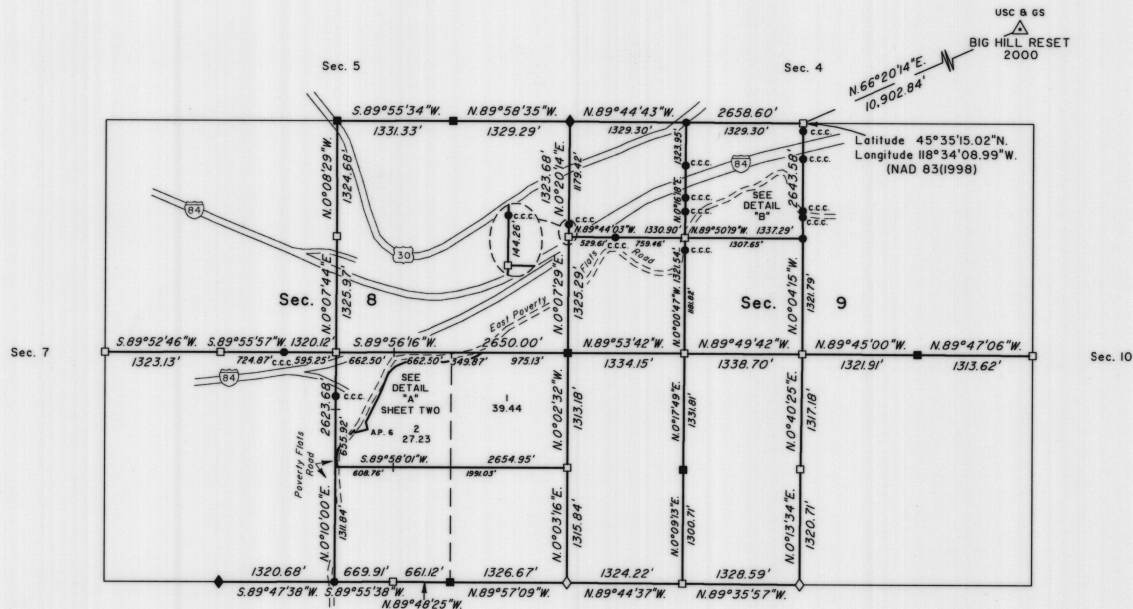 USC & GS
BIG HILL RESET
2000
Sec. 5
Sec. 4
N.66°20'14"E.
10,902.84'
S.89°55'34"W.
N.89°58'35"W.
N.89°44'43"W.
2658.60'
1331.33'
1329.29'
1329.30'
1329.30'
Latitude 45°35'15.02"N.
Longitude 118°34'08.99"W.
(NAD 83(1998)
N.0°08'29"W.
1324.68'
1323.68'
N.0°20'14"E.
1179.42'
1323.95'
N.0°16'18"E.
2643.58'
C.C.C.
C.C.C.
C.C.C.
C.C.C.
C.C.C.
C.C.C.
C.C.C.
C.C.C.
84
84
30
SEE
DETAIL
"B"
C.C.C.
144.26'
C.C.C.
N.89°44'03"W.
1330.90'
N.89°50'19"W.
1337.29'
529.61'
C.C.C.
759.46'
1307.65'
N.0°07'44"E.
1325.97'
N.0°07'29"E.
1325.29'
N.0°00'47"W.
1321.54'
1181.82'
C.C.C.
N.0°04'15"W.
1321.79'
Flats
Road
East Poverty
Sec. 8
Sec. 9
Sec. 7
Sec. 10
S.89°52'46"W.
S.89°55'57"W.
1320.12'
S.89°56'16"W.
2650.00'
N.89°53'42"W.
N.89°49'42"W.
N.89°45'00"W.
N.89°47'06"W.
1323.13'
724.87'
C.C.C.
595.25'
662.50'
662.50'
349.87'
975.13'
1334.15'
1338.70'
1321.91'
1313.62'
84
C.C.C.
SEE
DETAIL
"A"
SHEET TWO
1
39.44
A.P. 6
2
27.23
2623.68'
655.92'
N.0°02'32"W.
1313.18'
N.0°17'49"E.
1331.81'
N.0°40'25"E.
1317.18'
S.89°58'01"W.
2654.95'
608.76'
1991.03'
Poverty Flats
Road
N.0°10'00"E.
1311.84'
N.0°03'16"E.
1315.84'
N.0°09'13"E.
1300.71'
N.0°13'34"E.
1320.71'
1320.68'
669.91'
661.12'
1326.67'
1324.22'
1328.59'
S.89°47'38"W.
S.89°55'38"W.
N.89°48'25"W.
N.89°57'09"W.
N.89°44'37"W.
N.89°35'57"W.